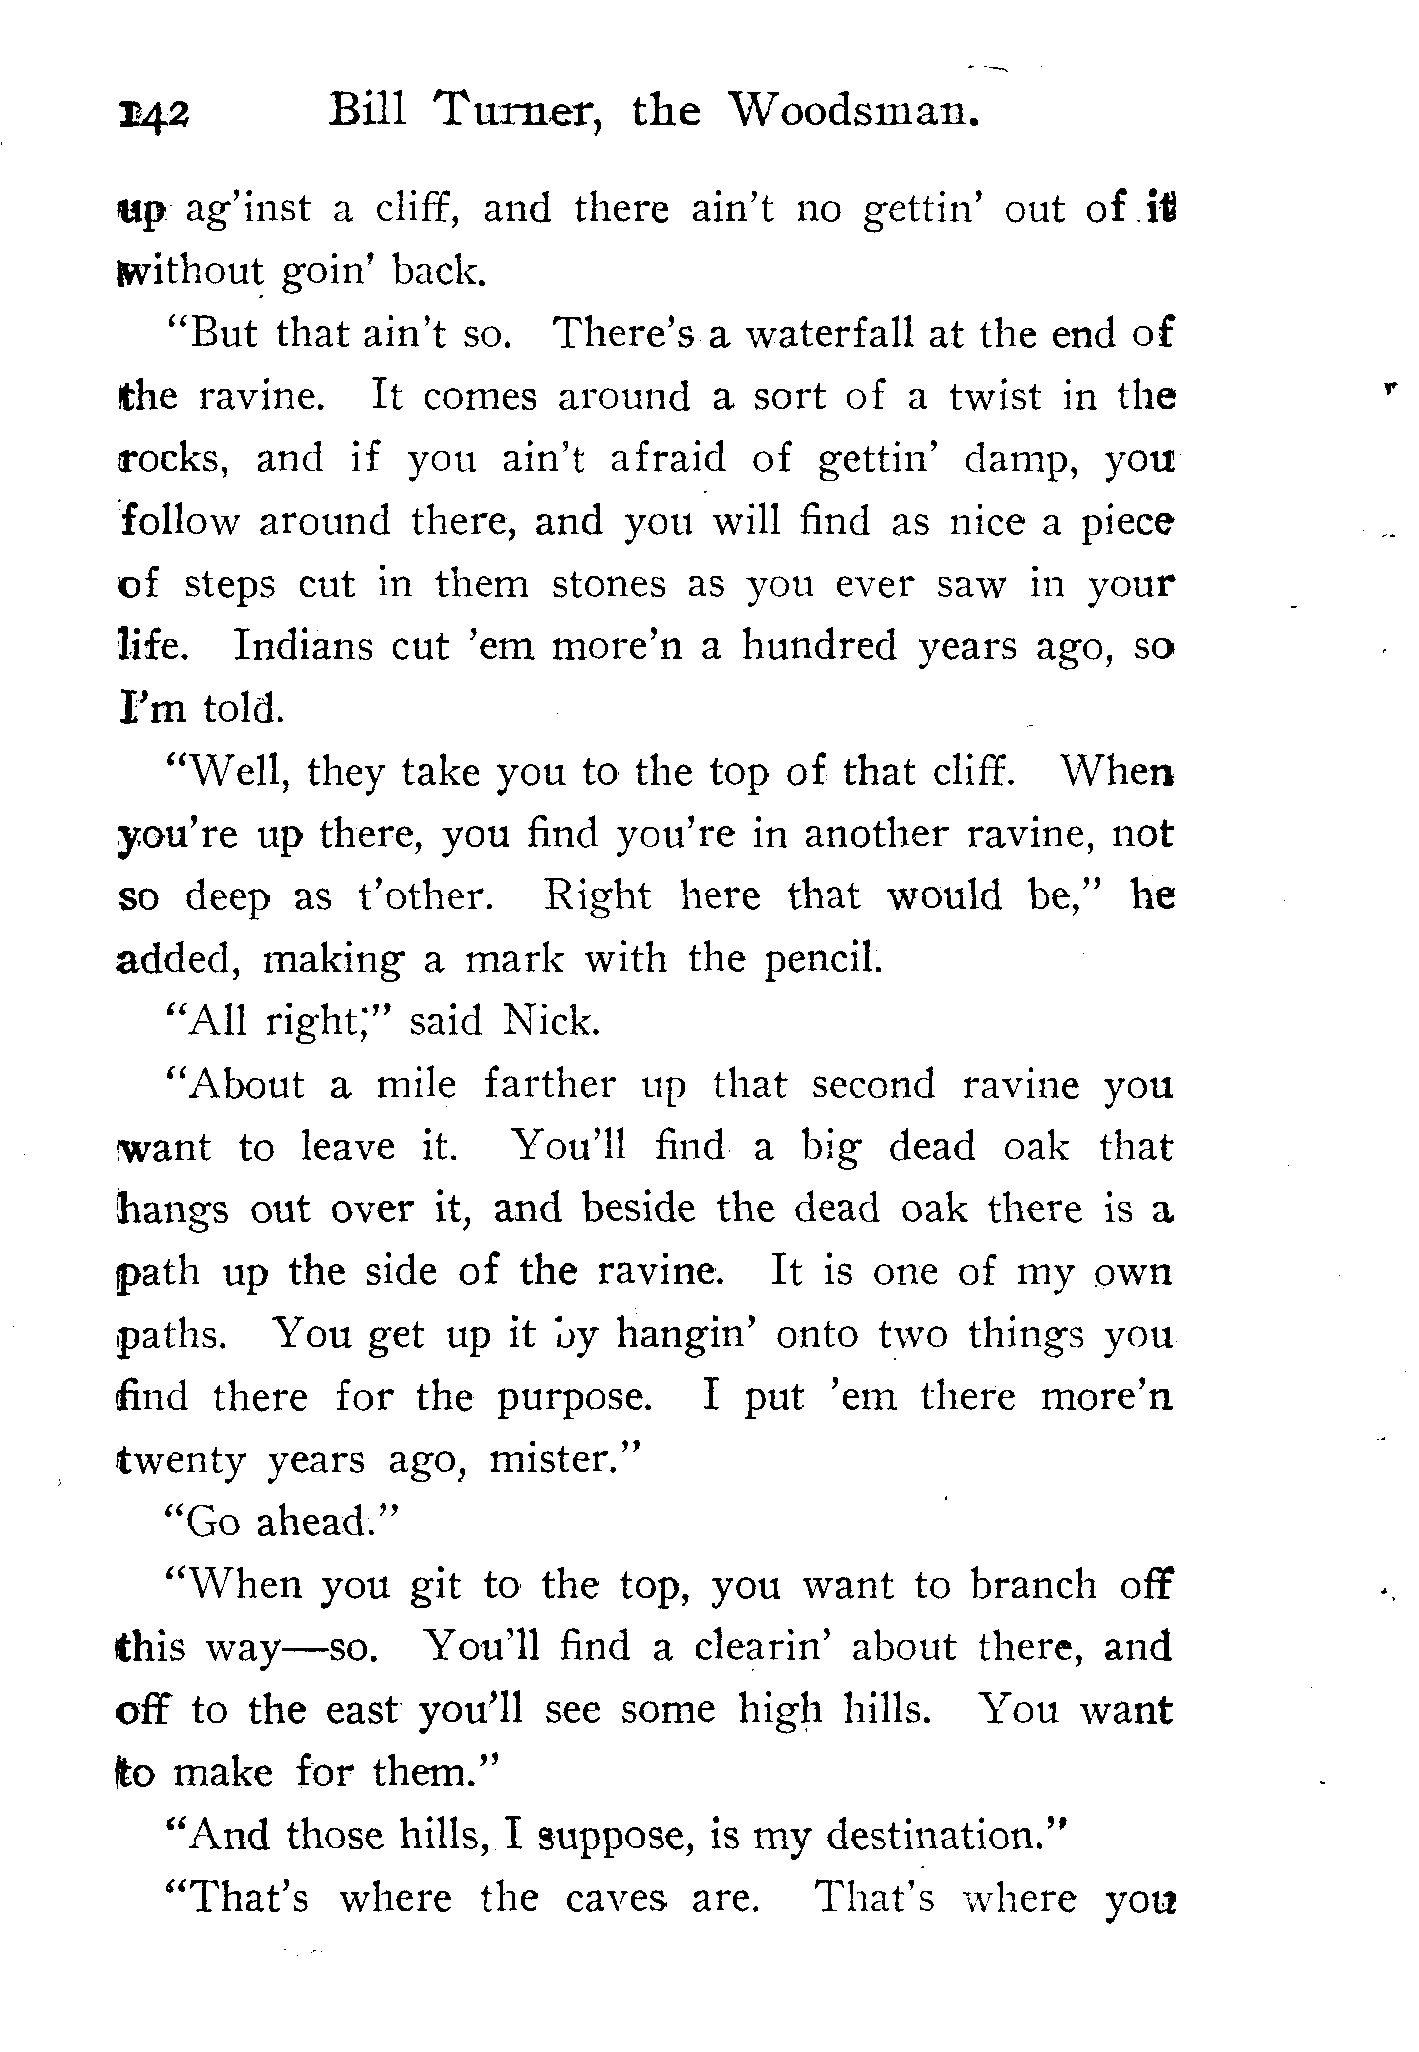 142 Bill Turner, the Woodsman.
up ag'inst a cliff, and there ain't no gettin' out of it
without goin' back.
"But that ain't so. There's a waterfall at the end of
the ravine. It comes around a sort of a twist in the
rocks, and if you ain't afraid of gettin' damp, you
follow around there, and you will find as nice a piece
of steps cut in them stones as you ever saw in your
life. Indians cut 'em more'n a hundred years ago, so
I'm told.
"Well, they take you to the top of that cliff. When
you're up there, you find you're in another ravine, not
so deep as t'other. Right here that would be," he
added, making a mark with the pencil.
"All right;" said Nick.
"About a mile farther up that second ravine you
want to leave it. You'll find a big dead oak that
hangs out over it, and beside the dead oak there is a
path up the side of the ravine. It is one of my own
paths. You get up it by hangin' onto two things you
find there for the purpose. I put 'em there more'n
twenty years ago, mister."
"Go ahead."
"When you git to the top, you want to branch off
this way—so. You'll find a clearin' about there, and
off to the east you'll see some high hills. You want
to make for them."
"And those hills, I suppose, is my destination."
"That's where the caves are. That's where you